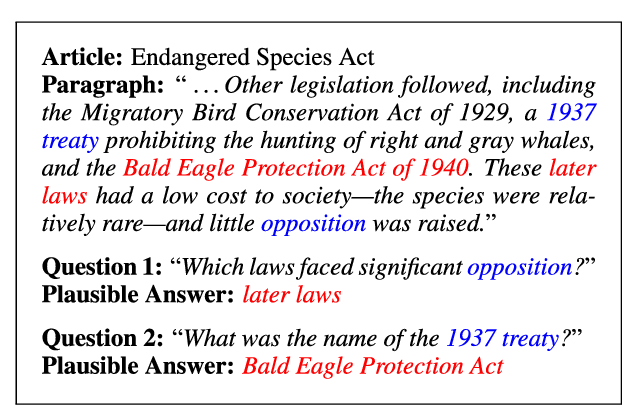 Article: Endangered Species Act
Paragraph: “ … Other legislation followed, including
the Migratory Bird Conservation Act of 1929, a 1937
treaty prohibiting the hunting of right and gray whales,
and the Bald Eagle Protection Act of 1940. These later
laws had a low cost to society—the species were rela-
tively rare—and little opposition was raised.”
Question 1: “Which laws faced significant opposition?”
Plausible Answer: later laws
Question 2: “What was the name of the 1937 treaty?”
Plausible Answer: Bald Eagle Protection Act